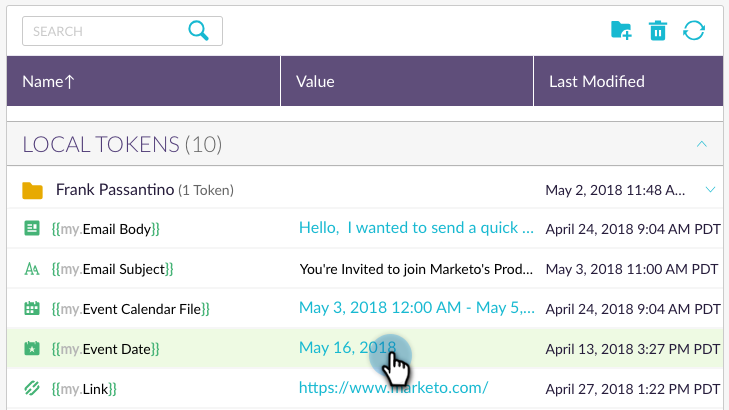 SEARCH
Name↑ Value Last Modified
LOCAL TOKENS (10)
Frank Passantino (1 Token) May 2, 2018 11:48 A...
{{my.Email Body}} Hello, I wanted to send a quick ... April 24, 2018 9:04 AM PDT
{{my.Email Subject}} You're Invited to join Marketo's Prod... May 3, 2018 11:00 AM PDT
{{my.Event Calendar File}} May 3, 2018 12:00 AM - May 5,... April 24, 2018 9:04 AM PDT
{{my.Event Date}} May 16, 2018 April 13, 2018 3:27 PM PDT
{{my.Link}} https://www.marketo.com/ April 27, 2018 1:22 PM PDT